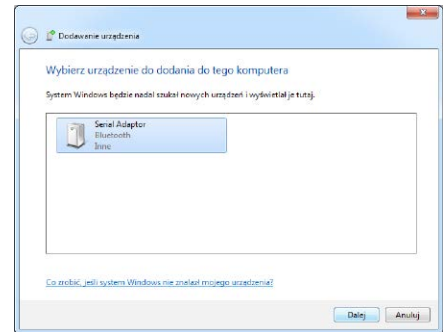 Dodawanie urządzenia
Wybierz urządzenie do dodania do tego komputera
System Windows będzie nadal szukał nowych urządzeń i wyświetlał je tutaj.
Serial Adaptor
Bluetooth
Inne
Co zrobić, jeśli system Windows nie znalazł mojego urządzenia?
Dalej
Anuluj